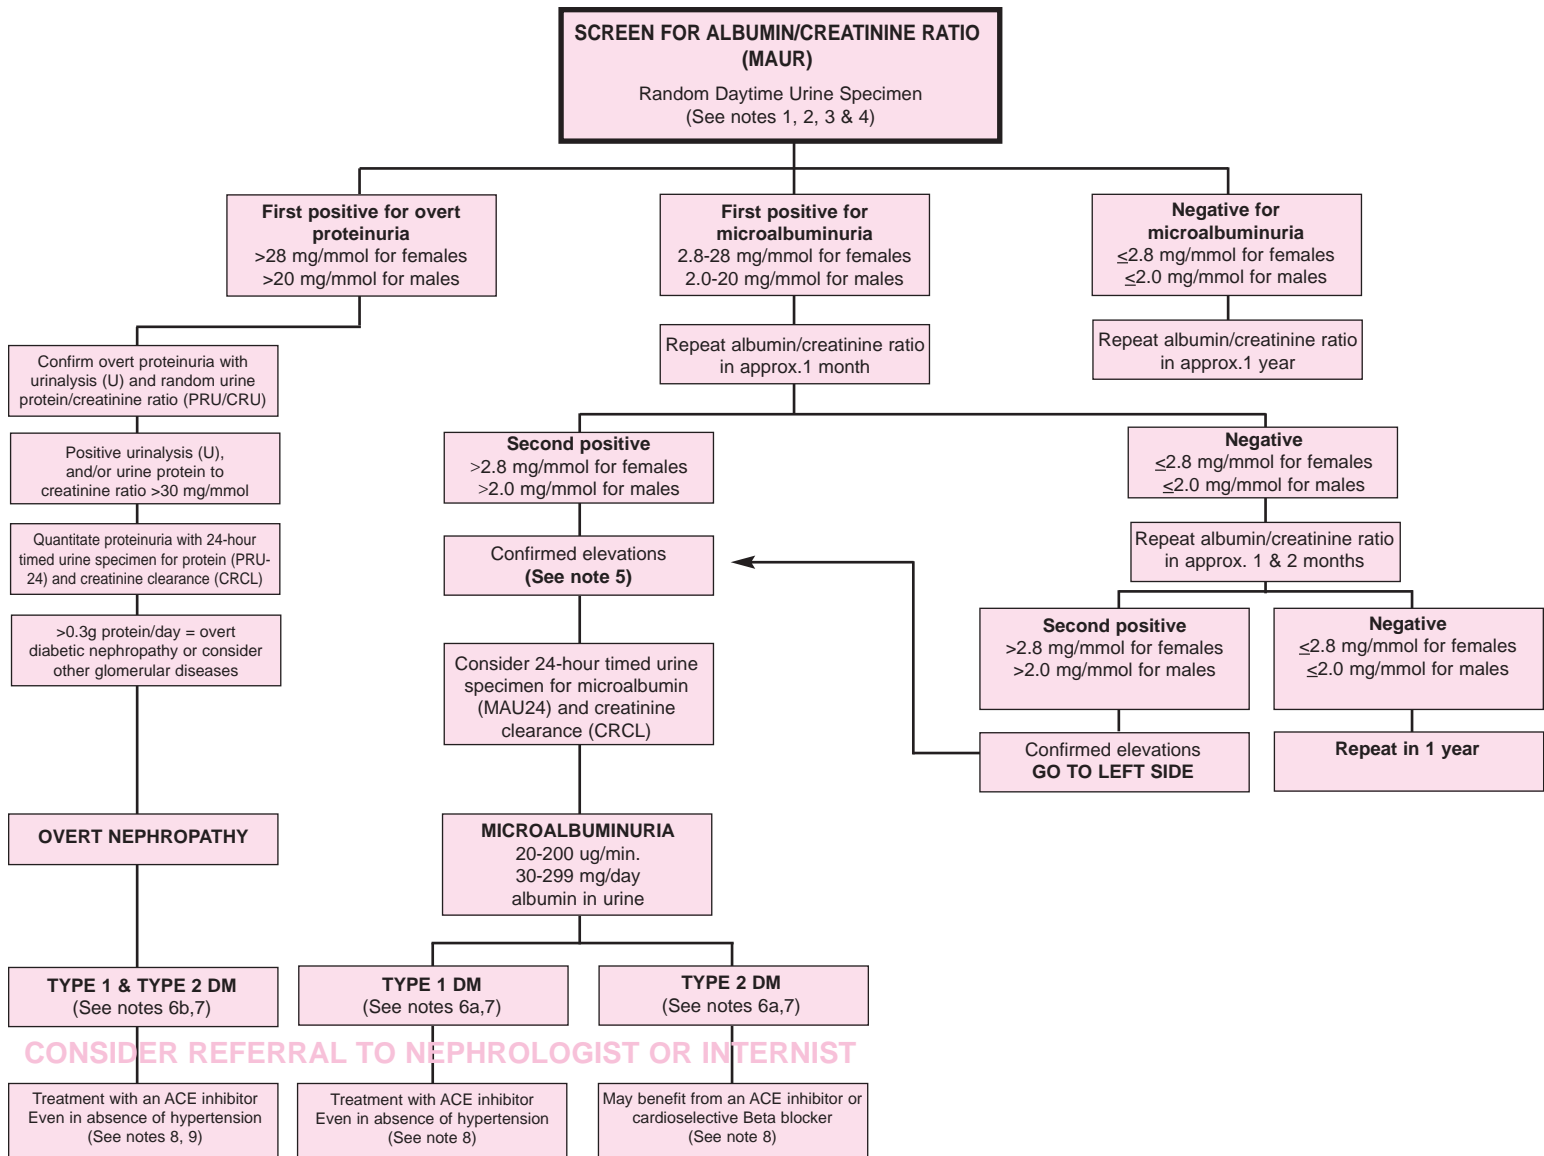 SCREEN FOR ALBUMIN/CREATININE RATIO
(MAUR)
Random Daytime Urine Specimen
(See notes 1, 2, 3 & 4)
First positive for overt
proteinuria
>28 mg/mmol for females
>20 mg/mmol for males
First positive for
microalbuminuria
2.8-28 mg/mmol for females
2.0-20 mg/mmol for males
Negative for
microalbuminuria
≤2.8 mg/mmol for females
≤2.0 mg/mmol for males
Confirm overt proteinuria with
urinalysis (U) and random urine
protein/creatinine ratio (PRU/CRU)
Repeat albumin/creatinine ratio
in approx.1 month
Repeat albumin/creatinine ratio
in approx.1 year
Positive urinalysis (U),
and/or urine protein to
creatinine ratio >30 mg/mmol
Second positive
>2.8 mg/mmol for females
>2.0 mg/mmol for males
Negative
≤2.8 mg/mmol for females
≤2.0 mg/mmol for males
Quantitate proteinuria with 24-hour
timed urine specimen for protein (PRU-
24) and creatinine clearance (CRCL)
Confirmed elevations
(See note 5)
Repeat albumin/creatinine ratio
in approx. 1 & 2 months
>0.3g protein/day = overt
diabetic nephropathy or consider
other glomerular diseases
Consider 24-hour timed urine
specimen for microalbumin
(MAU24) and creatinine
clearance (CRCL)
Second positive
>2.8 mg/mmol for females
>2.0 mg/mmol for males
Negative
≤2.8 mg/mmol for females
≤2.0 mg/mmol for males
Confirmed elevations
GO TO LEFT SIDE
Repeat in 1 year
OVERT NEPHROPATHY
MICROALBUMINURIA
20-200 ug/min.
30-299 mg/day
albumin in urine
TYPE 1 & TYPE 2 DM
(See notes 6b,7)
TYPE 1 DM
(See notes 6a,7)
TYPE 2 DM
(See notes 6a,7)
CONSIDER REFERRAL TO NEPHROLOGIST OR INTERNIST
Treatment with an ACE inhibitor
Even in absence of hypertension
(See notes 8, 9)
Treatment with ACE inhibitor
Even in absence of hypertension
(See note 8)
May benefit from an ACE inhibitor or
cardioselective Beta blocker
(See note 8)